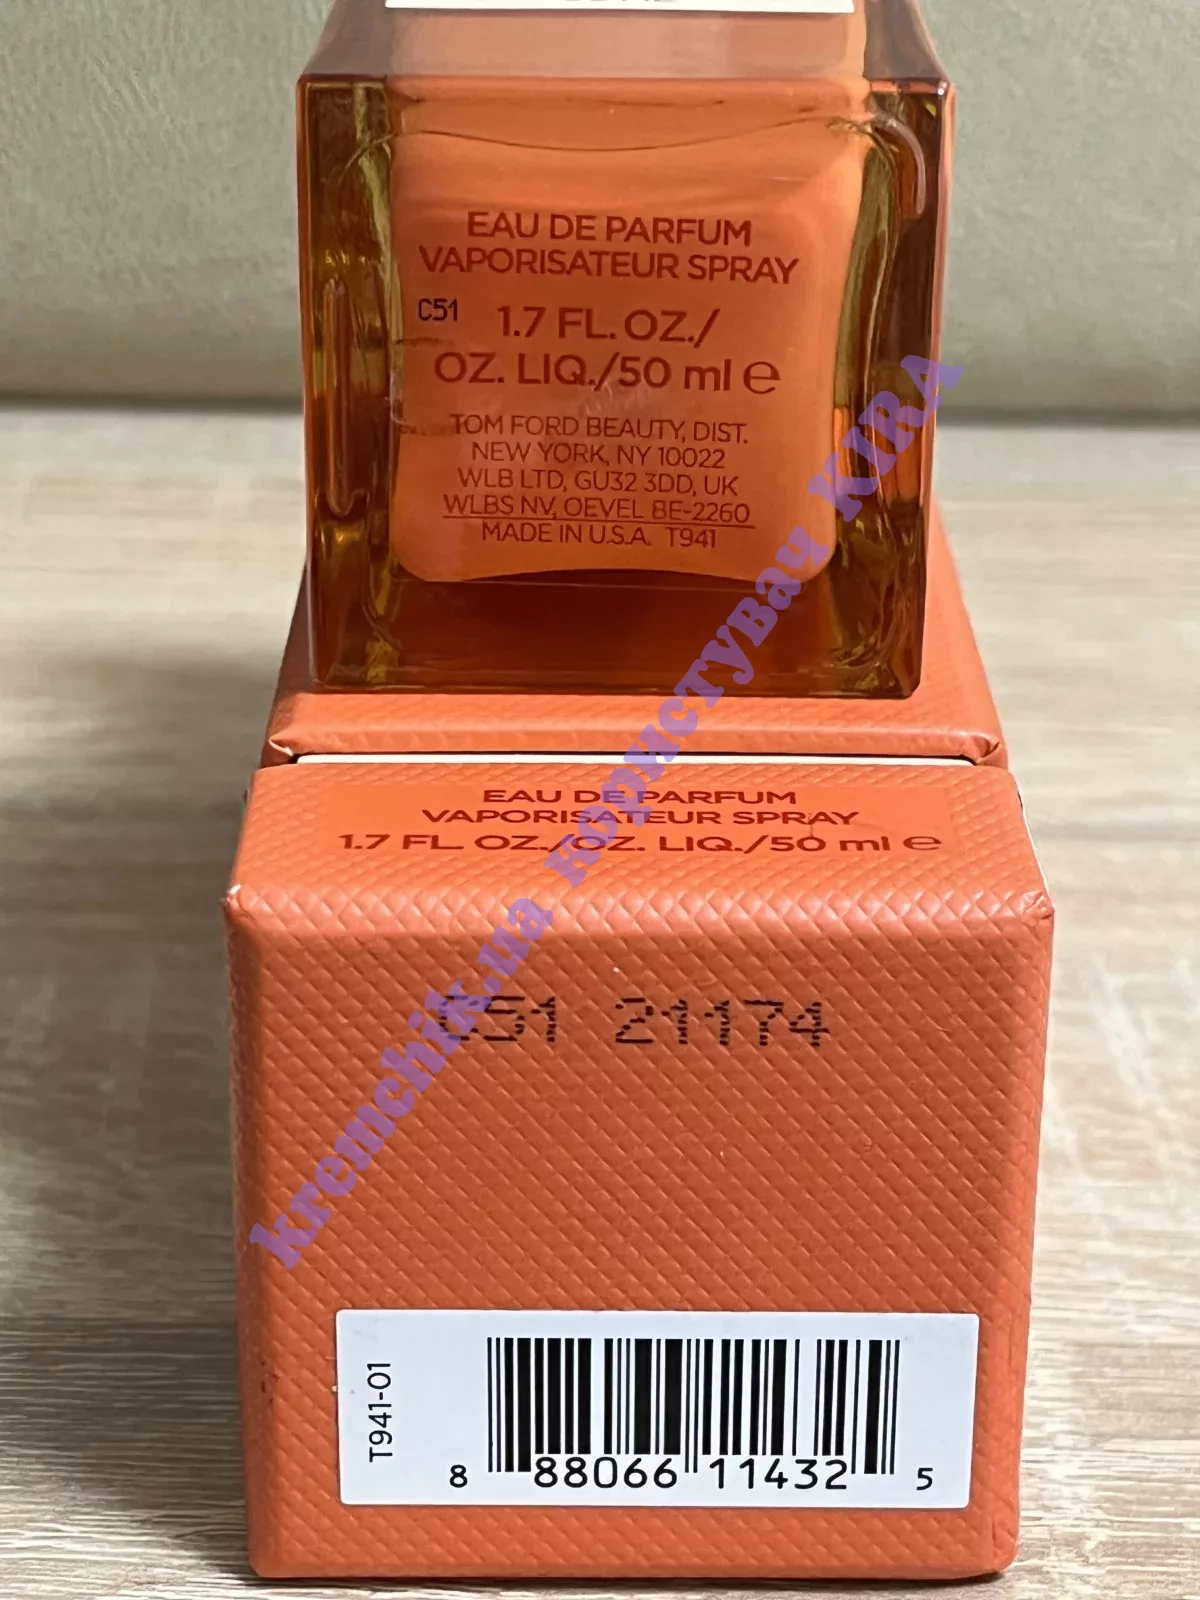 EAU DE PARFUM
VAPORISATEUR SPRAY
C51 1.7 FL. OZ./
OZ. LIQ./50 ml e
TOM FORD BEAUTY, DIST.
NEW YORK, NY 10022
WLB LTD, GU32 3DD, UK
WLBS NV, OEVEL BE-2260
MADE IN U.S.A. T941
EAU DE PARFUM
VAPORISATEUR SPRAY
1.7 FL. OZ./OZ. LIQ./50 ml e
C51 21174
T941-01
8 88066 11432 5
kremchik.ua користувач KIRA